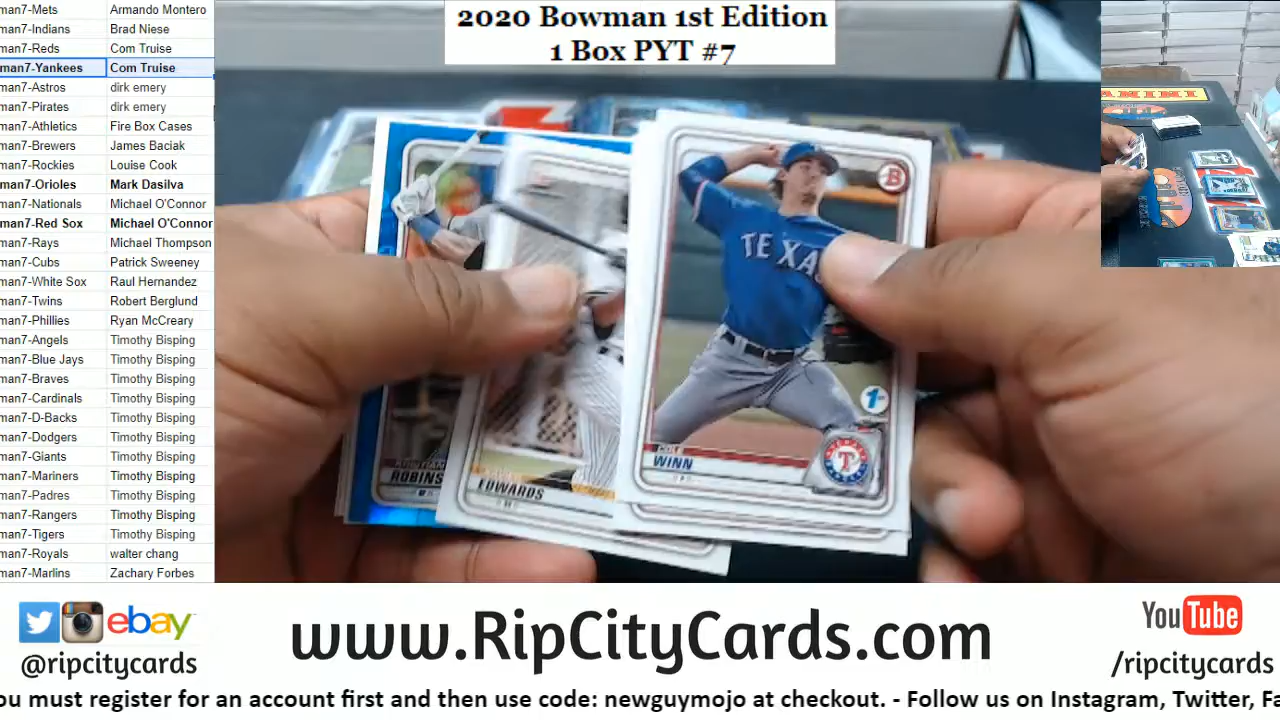 2020 Bowman 1st Edition
1 Box PYT #7
man7-Mets Armando Montero
man7-Indians Brad Niese
man7-Reds Com Truise
man7-Yankees Com Truise
man7-Astros dirk emery
man7-Pirates dirk emery
man7-Athletics Fire Box Cases
man7-Brewers James Baciak
man7-Rockies Louise Cook
man7-Orioles Mark Dasilva
man7-Nationals Michael O'Connor
man7-Red Sox Michael O'Connor
man7-Rays Michael Thompson
man7-Cubs Patrick Sweeney
man7-White Sox Raul Hernandez
man7-Twins Robert Berglund
man7-Phillies Ryan McCreary
man7-Angels Timothy Bisping
man7-Blue Jays Timothy Bisping
man7-Braves Timothy Bisping
man7-Cardinals Timothy Bisping
man7-D-Backs Timothy Bisping
man7-Dodgers Timothy Bisping
man7-Giants Timothy Bisping
man7-Mariners Timothy Bisping
man7-Padres Timothy Bisping
man7-Rangers Timothy Bisping
man7-Tigers Timothy Bisping
man7-Royals walter chang
man7-Marlins Zachary Forbes
B
TEXA
1st
COLE
WINN
T
EDWARDS
ROBINS
ANIMI
ebay
@ripcitycards
www.RipCityCards.com
YouTube
/ripcitycards
ou must register for an account first and then use code: newguymojo at checkout. - Follow us on Instagram, Twitter, Fa